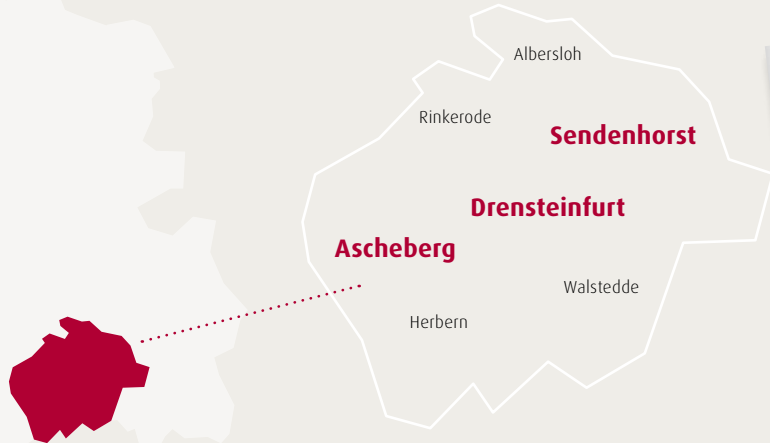 Albersloh
Rinkerode
Sendenhorst
Drensteinfurt
Ascheberg
Walstedde
Herbern